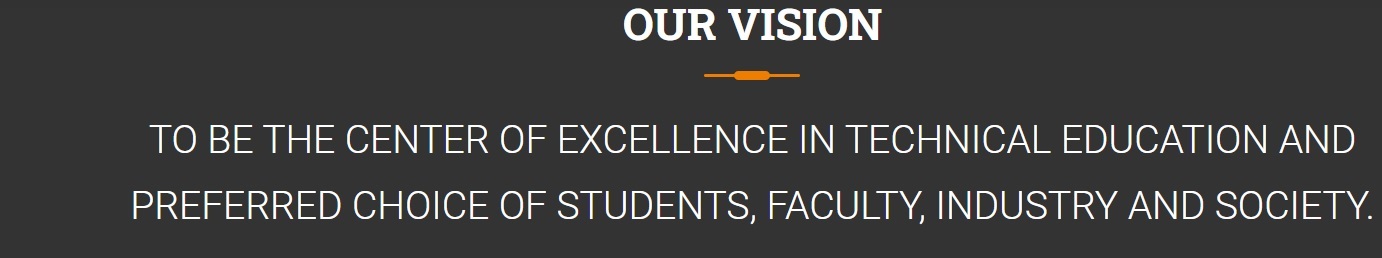 OUR VISION
TO BE THE CENTER OF EXCELLENCE IN TECHNICAL EDUCATION AND
PREFERRED CHOICE OF STUDENTS, FACULTY, INDUSTRY AND SOCIETY.